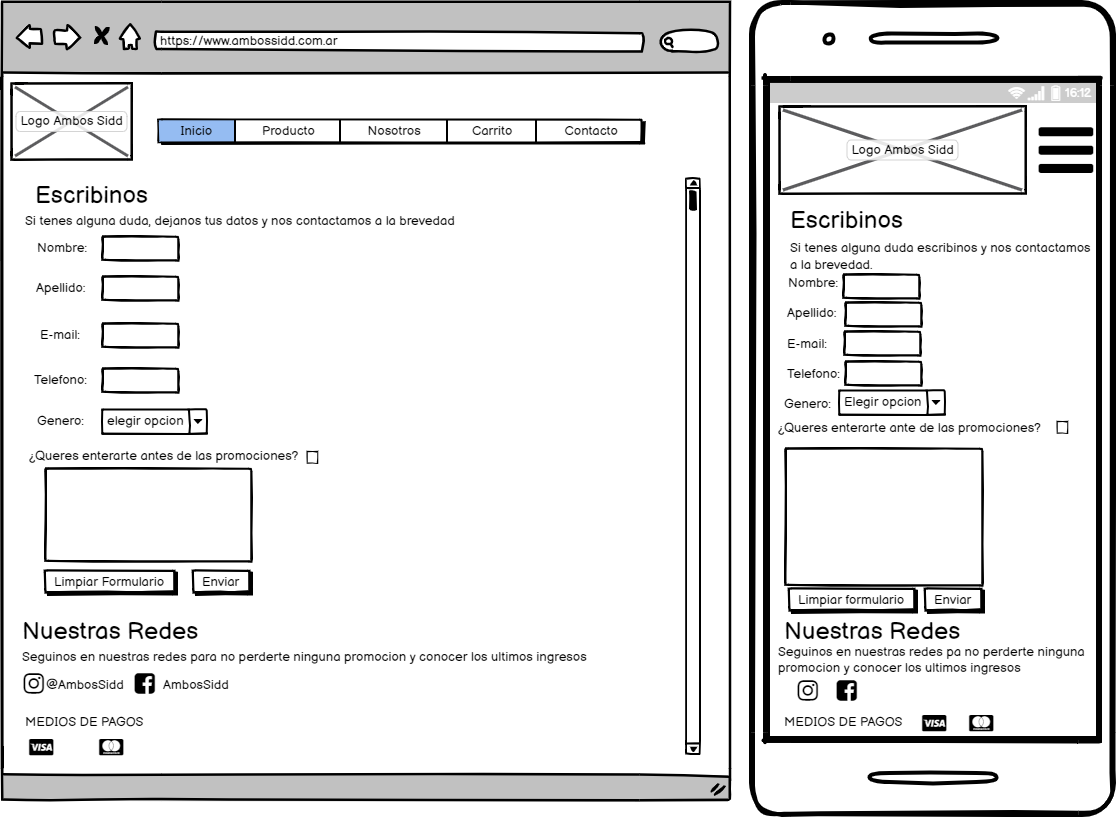 https://www.ambossidd.com.ar
Logo Ambos Sidd
Inicio Producto Nosotros Carrito Contacto
Escribinos
Si tenes alguna duda, dejanos tus datos y nos contactamos a la brevedad
Nombre:
Apellido:
E-mail:
Telefono:
Genero: elegir opcion
¿Queres enterarte antes de las promociones?
Limpiar Formulario Enviar
Nuestras Redes
Seguinos en nuestras redes para no perderte ninguna promocion y conocer los ultimos ingresos
@AmbosSidd AmbosSidd
MEDIOS DE PAGOS
VISA
16:12
Logo Ambos Sidd
Escribinos
Si tenes alguna duda escribinos y nos contactamos
a la brevedad.
Nombre:
Apellido:
E-mail:
Telefono:
Genero: Elegir opcion
¿Queres enterarte ante de las promociones?
Limpiar formulario Enviar
Nuestras Redes
Seguinos en nuestras redes pa no perderte ninguna
promocion y conocer los ultimos ingresos
MEDIOS DE PAGOS VISA